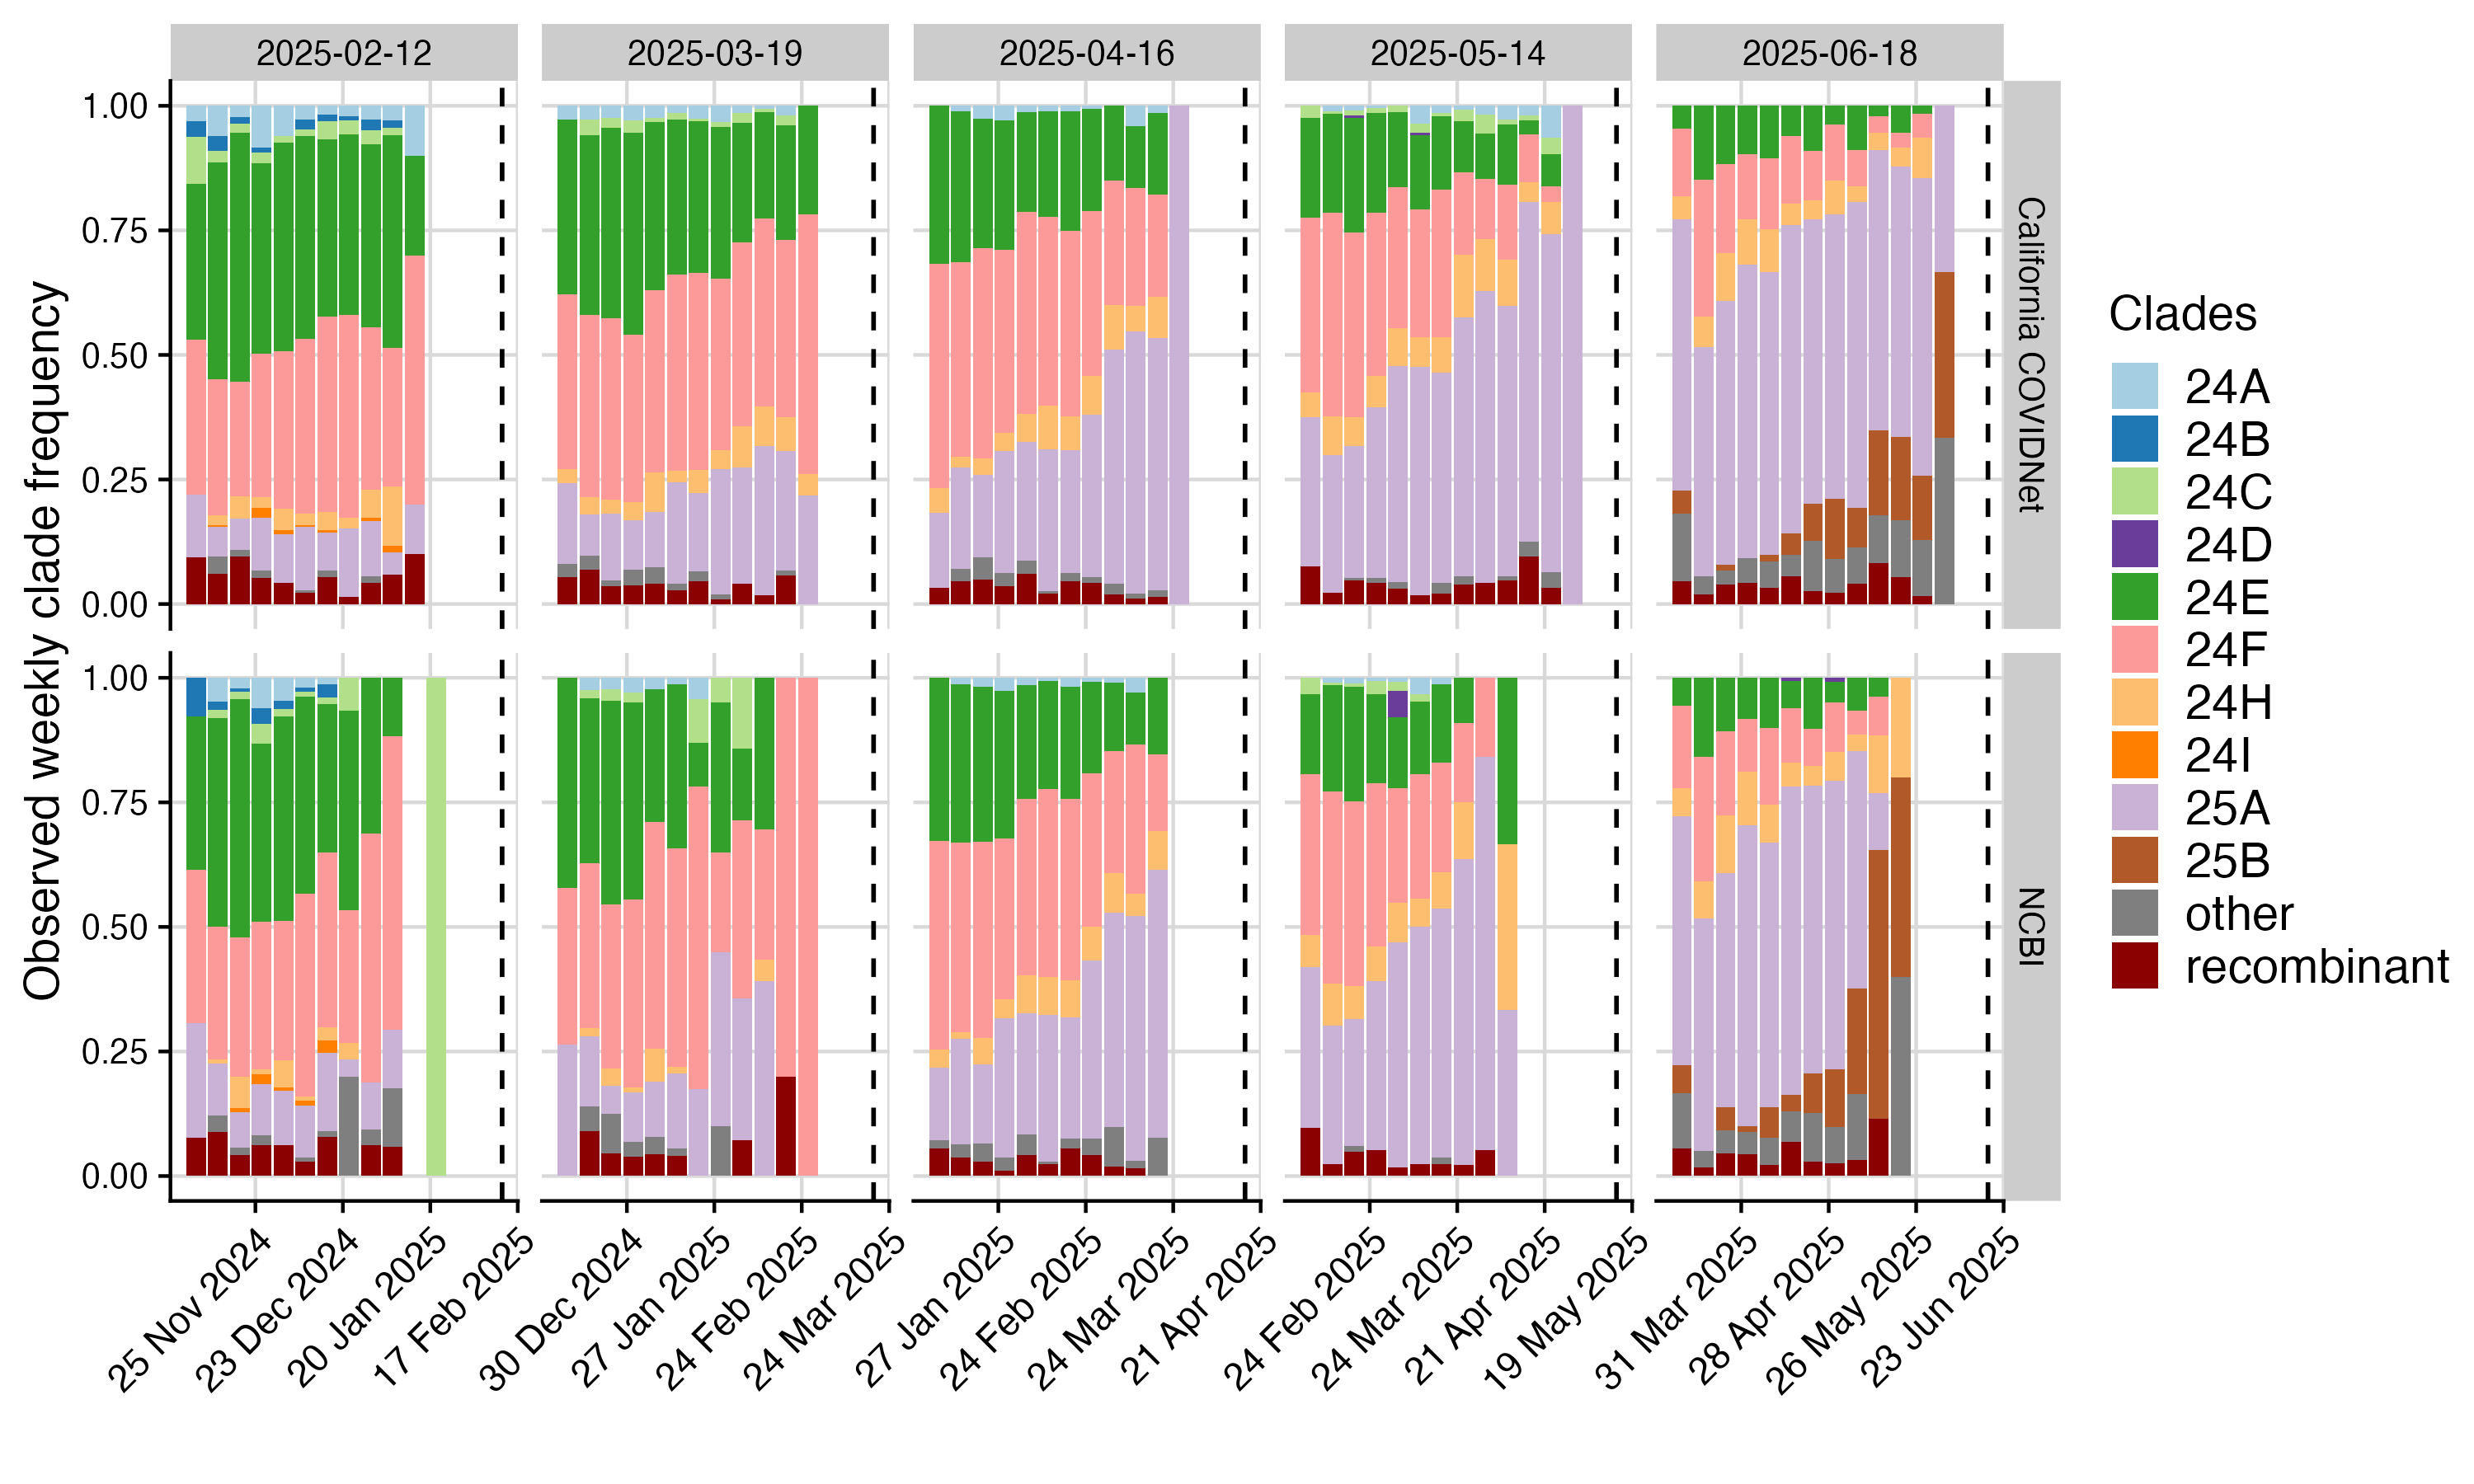 2025-02-12
2025-03-19
2025-04-16
2025-05-14
2025-06-18
Observed weekly clade frequency
1.00
0.75
0.50
0.25
0.00
California COVIDNet
1.00
0.75
0.50
0.25
0.00
NCBI
25 Nov 2024
23 Dec 2024
20 Jan 2025
17 Feb 2025
30 Dec 2024
27 Jan 2025
24 Feb 2025
24 Mar 2025
27 Jan 2025
24 Feb 2025
24 Mar 2025
21 Apr 2025
24 Feb 2025
24 Mar 2025
21 Apr 2025
19 May 2025
31 Mar 2025
28 Apr 2025
26 May 2025
23 Jun 2025
Clades
24A
24B
24C
24D
24E
24F
24H
24I
25A
25B
other
recombinant